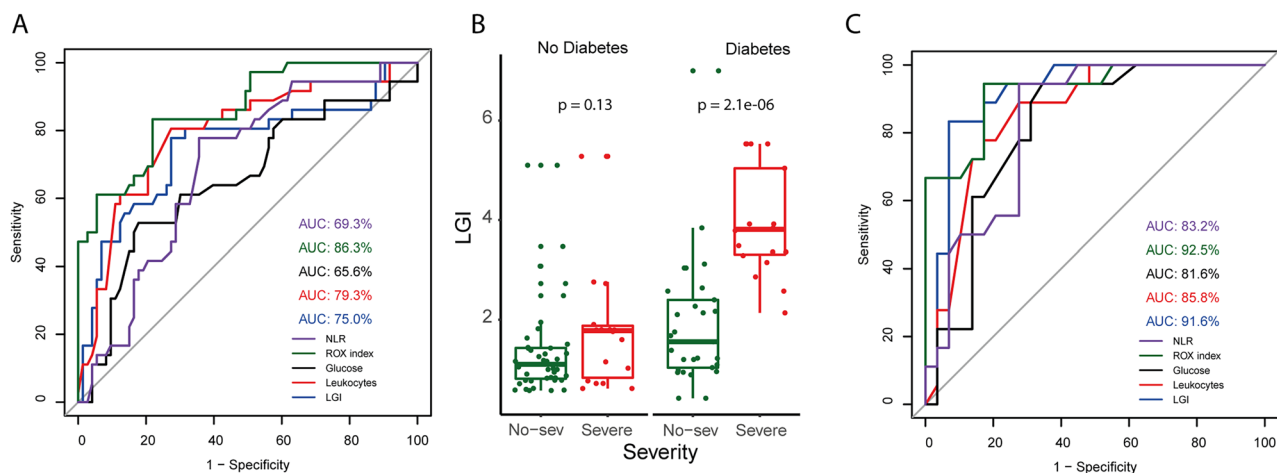 A
100
80
60
40
20
0
Sensitivity
0 20 40 60 80 100
1 − Specificity
AUC: 69.3%
AUC: 86.3%
AUC: 65.6%
AUC: 79.3%
AUC: 75.0%
NLR
ROX index
Glucose
Leukocytes
LGI
B
No Diabetes Diabetes
p = 0.13 p = 2.1e-06
6
4
2
LGI
No−sev Severe No−sev Severe
Severity
C
100
80
60
40
20
0
Sensitivity
0 20 40 60 80 100
1 − Specificity
AUC: 83.2%
AUC: 92.5%
AUC: 81.6%
AUC: 85.8%
AUC: 91.6%
NLR
ROX index
Glucose
Leukocytes
LGI